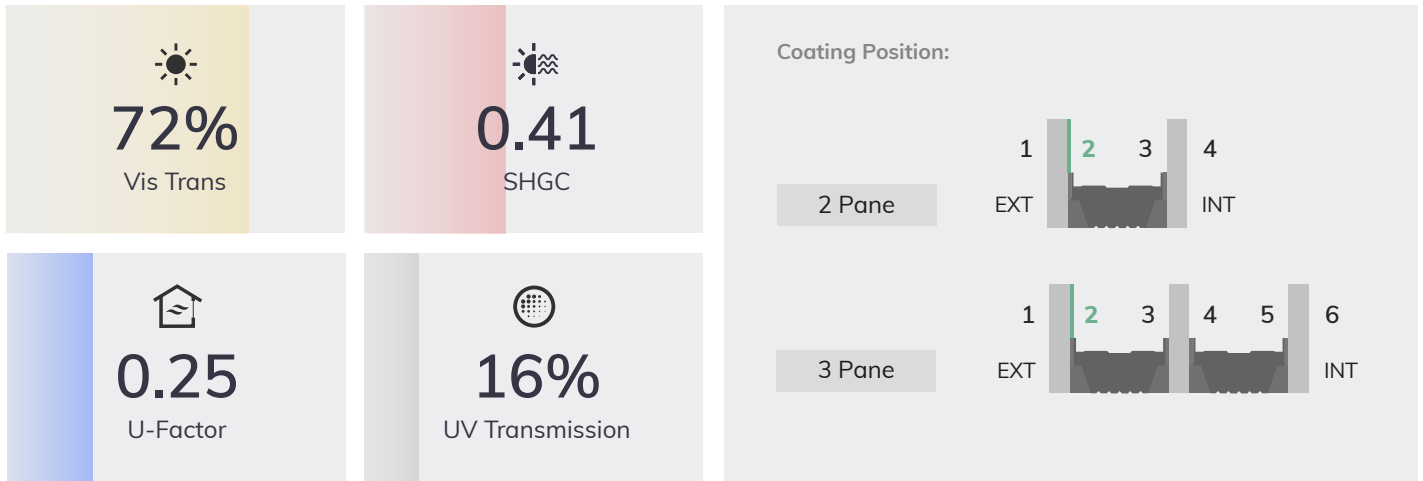 72%
Vis Trans
0.41
SHGC
0.25
U-Factor
16%
UV Transmission
Coating Position:
1 2 3 4
2 Pane EXT INT
1 2 3 4 5 6
3 Pane EXT INT